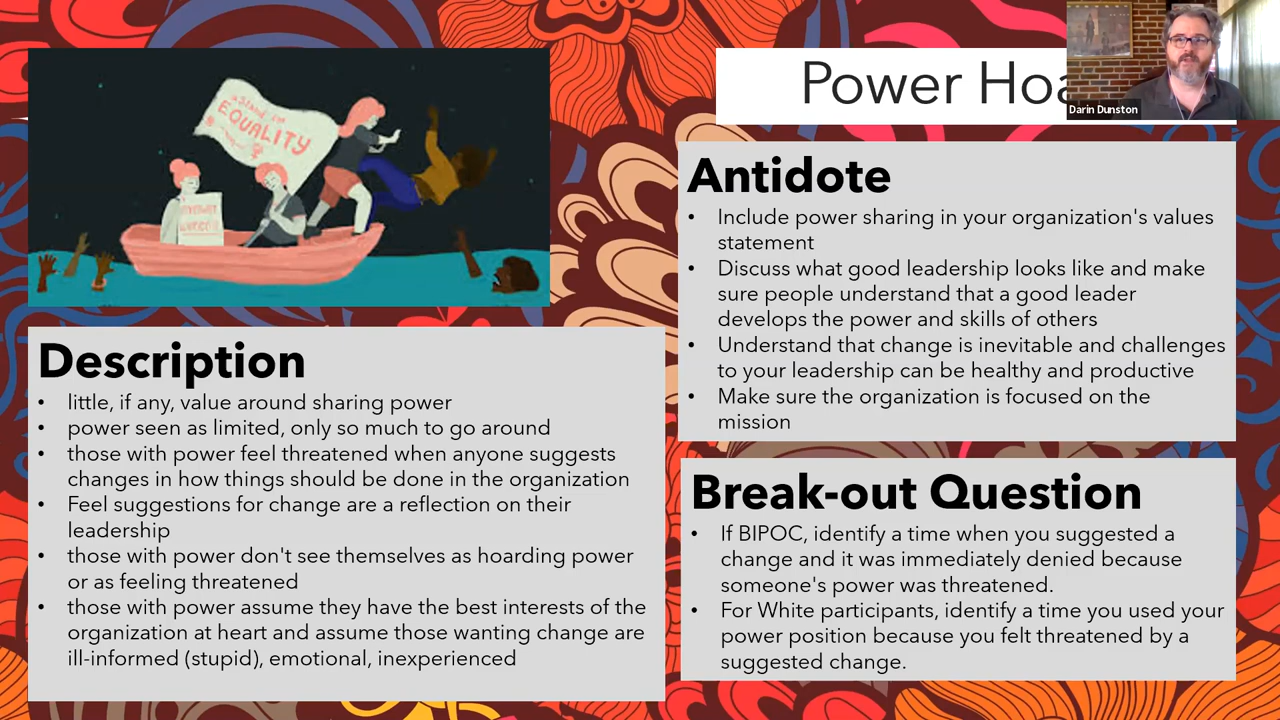 EQUALITY
Power Hoa
Darin Dunston
Antidote
• Include power sharing in your organization's values
statement
• Discuss what good leadership looks like and make
sure people understand that a good leader
develops the power and skills of others
• Understand that change is inevitable and challenges
to your leadership can be healthy and productive
• Make sure the organization is focused on the
mission
Description
• little, if any, value around sharing power
• power seen as limited, only so much to go around
• those with power feel threatened when anyone suggests
changes in how things should be done in the organization
• Feel suggestions for change are a reflection on their
leadership
• those with power don't see themselves as hoarding power
or as feeling threatened
• those with power assume they have the best interests of the
organization at heart and assume those wanting change are
ill-informed (stupid), emotional, inexperienced
Break-out Question
• If BIPOC, identify a time when you suggested a
change and it was immediately denied because
someone's power was threatened.
• For White participants, identify a time you used your
power position because you felt threatened by a
suggested change.